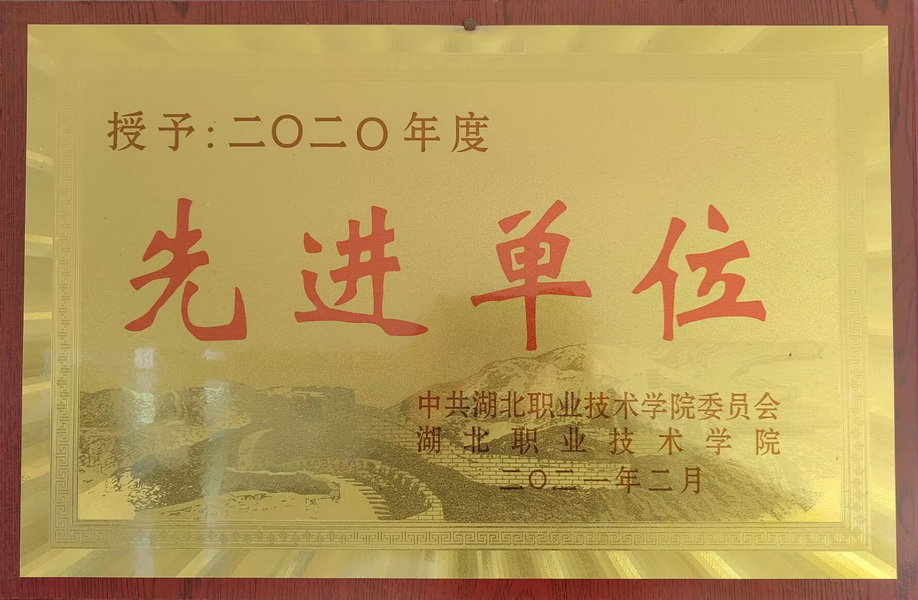 授予:二〇二〇年度
先进单位
中共湖北职业技术学院委员会
湖北职业技术学院
二〇二一年二月